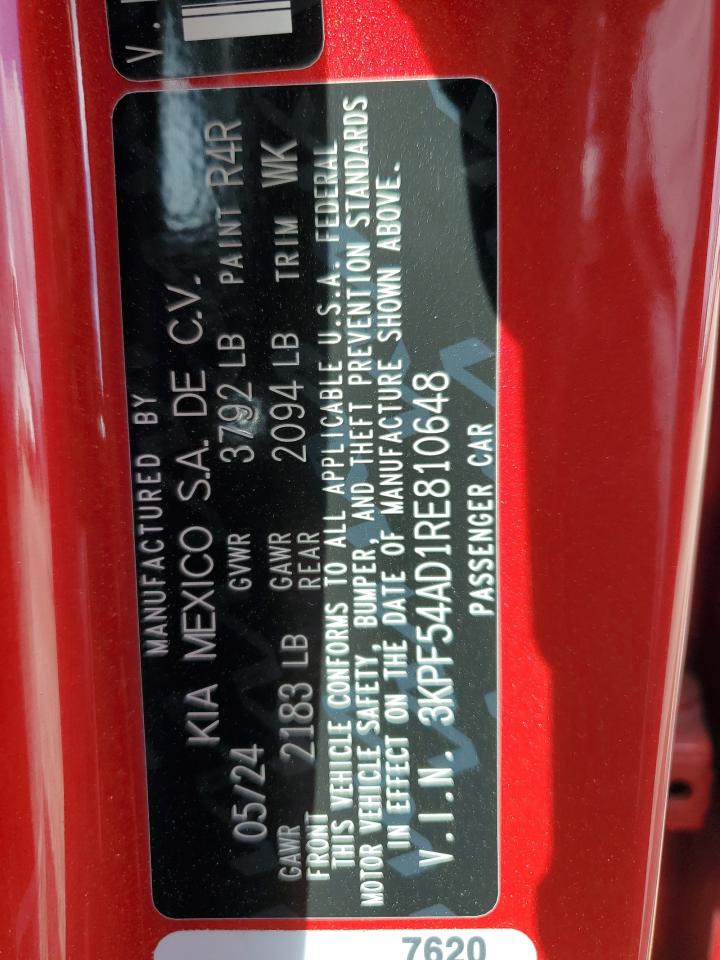 V.I
MANUFACTURED BY
KIA MEXICO S.A. DE C.V.
05/24 GVWR 3792 LB PAINT R4R
GAWR FRONT 2183 LB GAWR REAR 2094 LB TRIM WK
THIS VEHICLE CONFORMS TO ALL APPLICABLE U.S.A. FEDERAL
MOTOR VEHICLE SAFETY, BUMPER, AND THEFT PREVENTION STANDARDS
IN EFFECT ON THE DATE OF MANUFACTURE SHOWN ABOVE.
V.I.N. 3KPF54AD1RE810648
PASSENGER CAR
7620